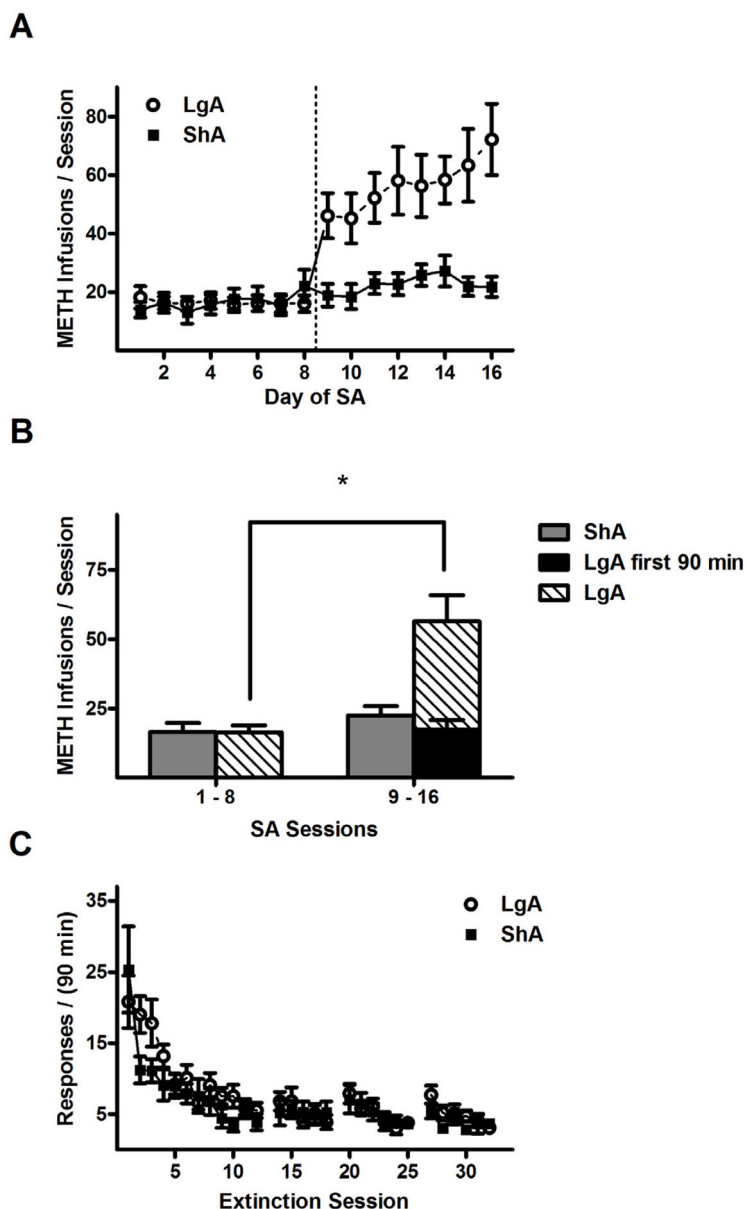 A
METH Infusions / Session
80
60
40
20
LgA
ShA
2 4 6 8 10 12 14 16
Day of SA
B
*
METH Infusions / Session
75
50
25
ShA
LgA first 90 min
LgA
1 - 8 9 - 16
SA Sessions
C
Responses / (90 min)
35
25
15
5
LgA
ShA
5 10 15 20 25 30
Extinction Session